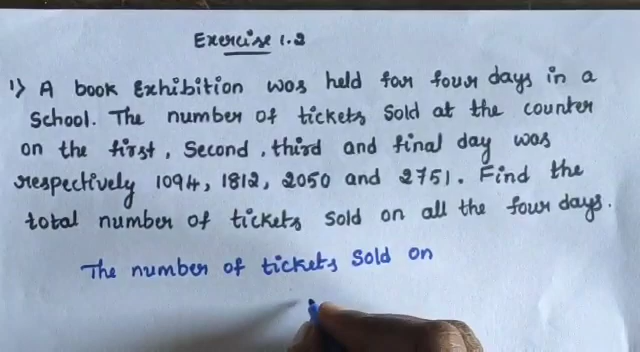 Exercise 1.2
1) A book Exhibition was held for four days in a
School. The number of tickets Sold at the counter
on the first, Second, third and final day was
respectively 1094, 1812, 2050 and 2751. Find the
total number of tickets Sold on all the four days.
The number of tickets Sold on